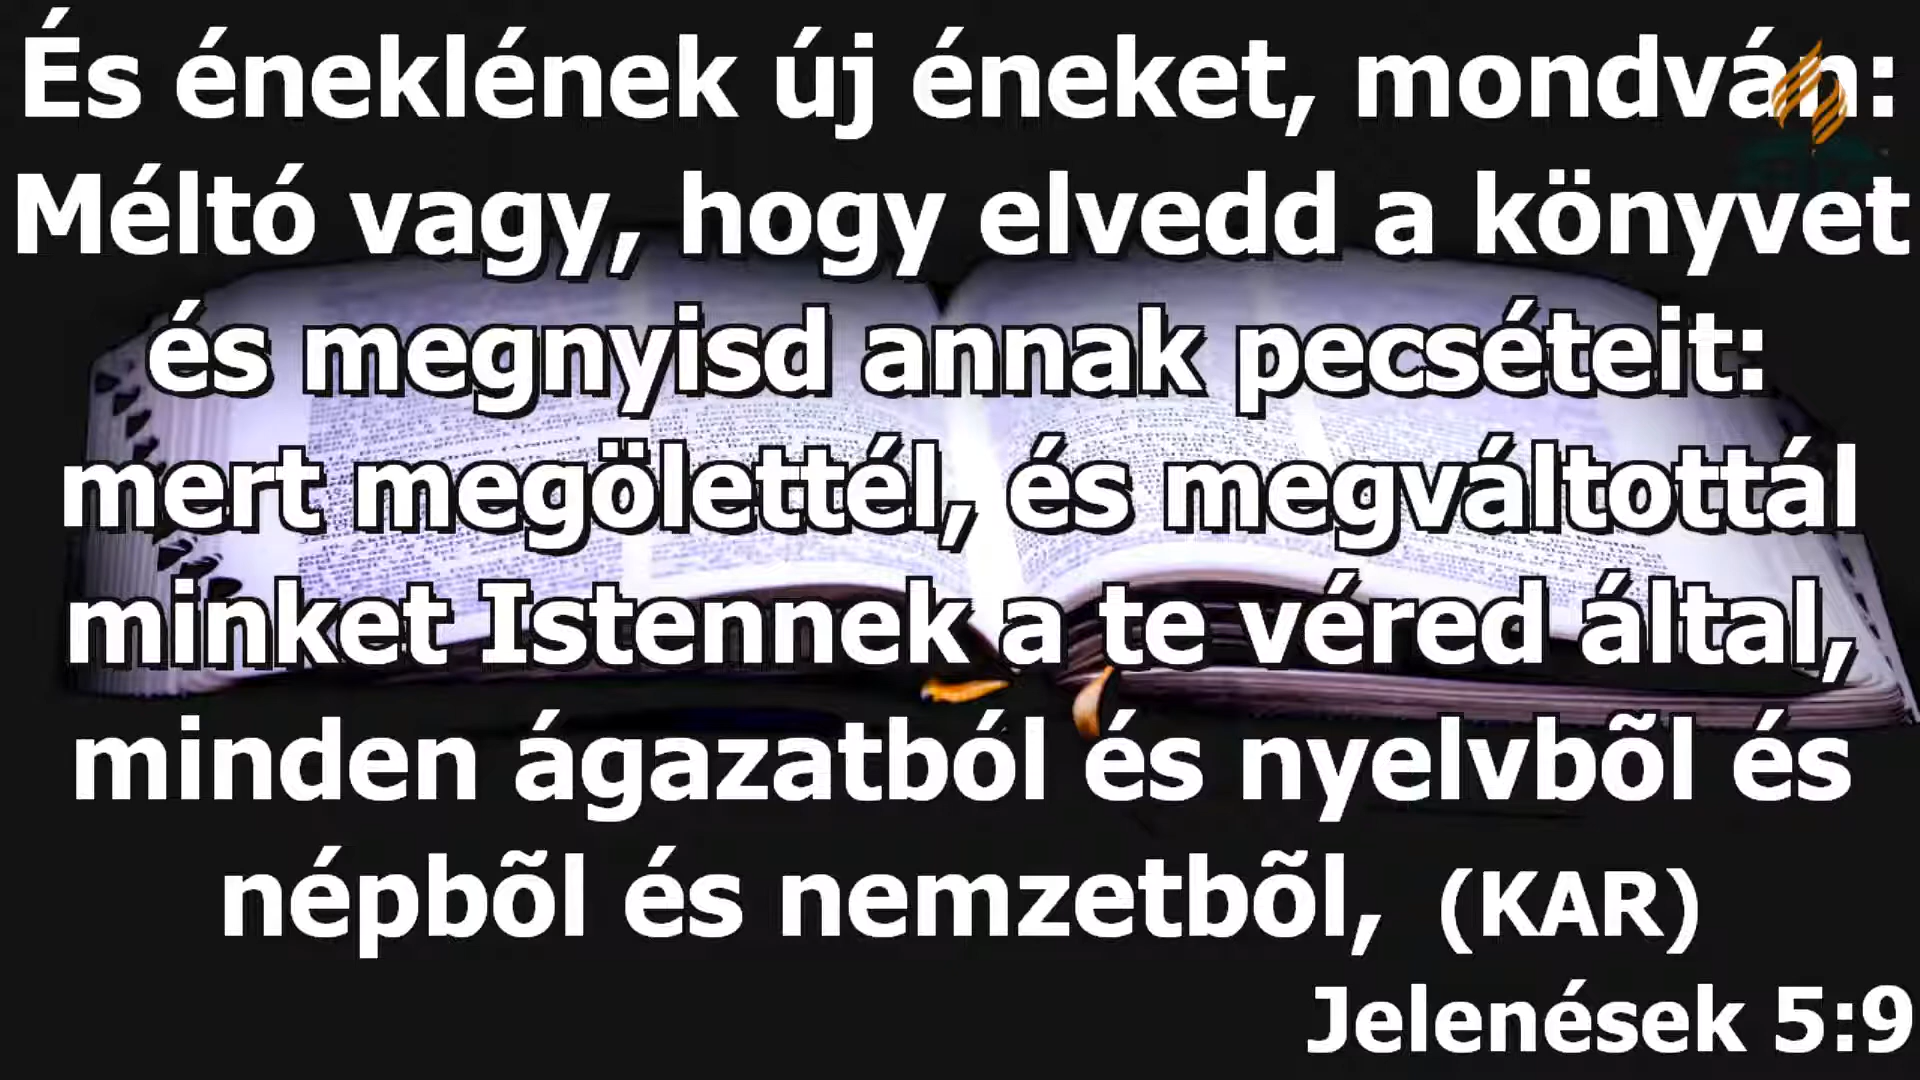 És éneklének új éneket, mondván:
Méltó vagy, hogy elvedd a könyvet
és megnyisd annak pecséteit:
mert megölettél, és megváltottál
minket Istennek a te véred által,
minden ágazatból és nyelvbõl és
népbõl és nemzetbõl, (KAR)
Jelenések 5:9